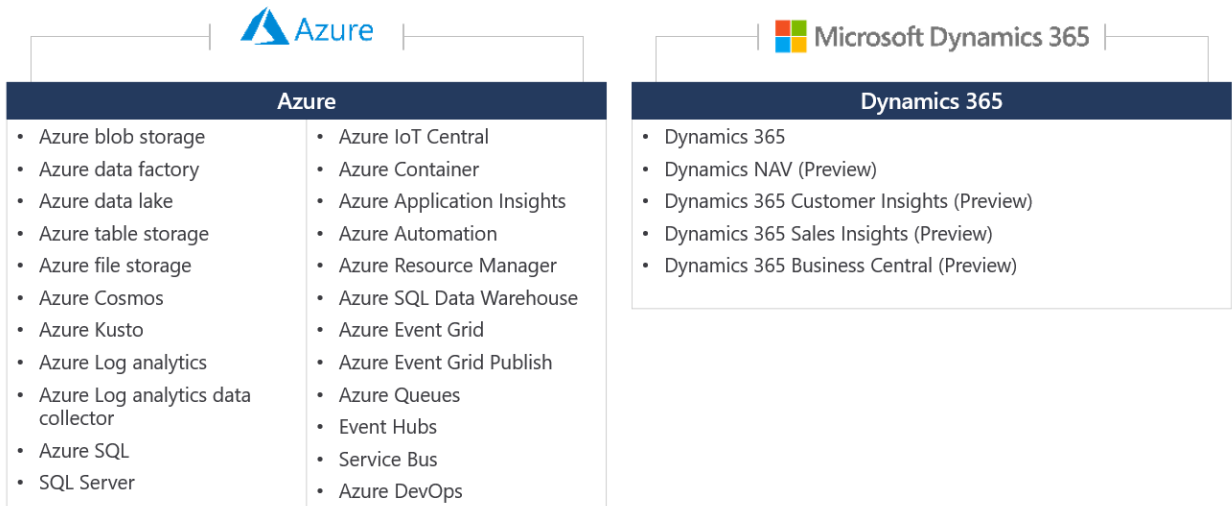 Azure
Microsoft Dynamics 365
Azure
• Azure blob storage
• Azure data factory
• Azure data lake
• Azure table storage
• Azure file storage
• Azure Cosmos
• Azure Kusto
• Azure Log analytics
• Azure Log analytics data
collector
• Azure SQL
• SQL Server
• Azure IoT Central
• Azure Container
• Azure Application Insights
• Azure Automation
• Azure Resource Manager
• Azure SQL Data Warehouse
• Azure Event Grid
• Azure Event Grid Publish
• Azure Queues
• Event Hubs
• Service Bus
• Azure DevOps
Dynamics 365
• Dynamics 365
• Dynamics NAV (Preview)
• Dynamics 365 Customer Insights (Preview)
• Dynamics 365 Sales Insights (Preview)
• Dynamics 365 Business Central (Preview)